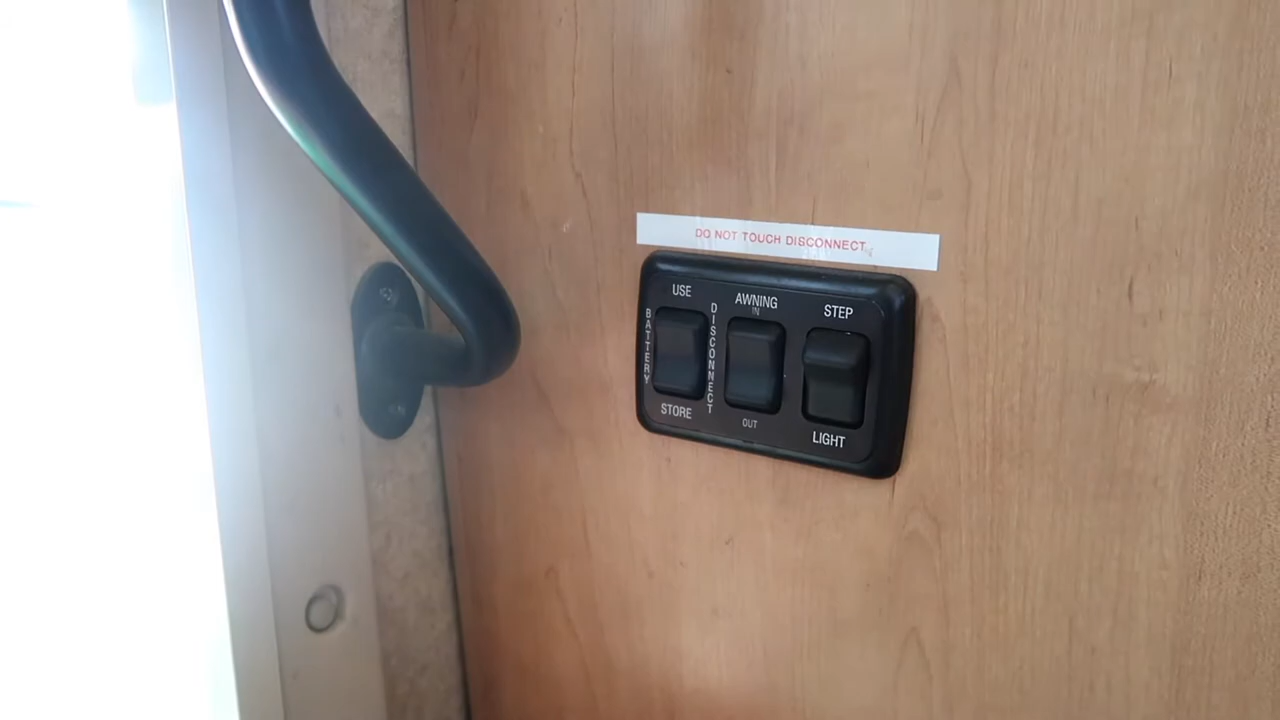 DO NOT TOUCH DISCONNECT
USE
BATTERY
DISCONNECT
STORE
AWNING
IN
OUT
STEP
LIGHT